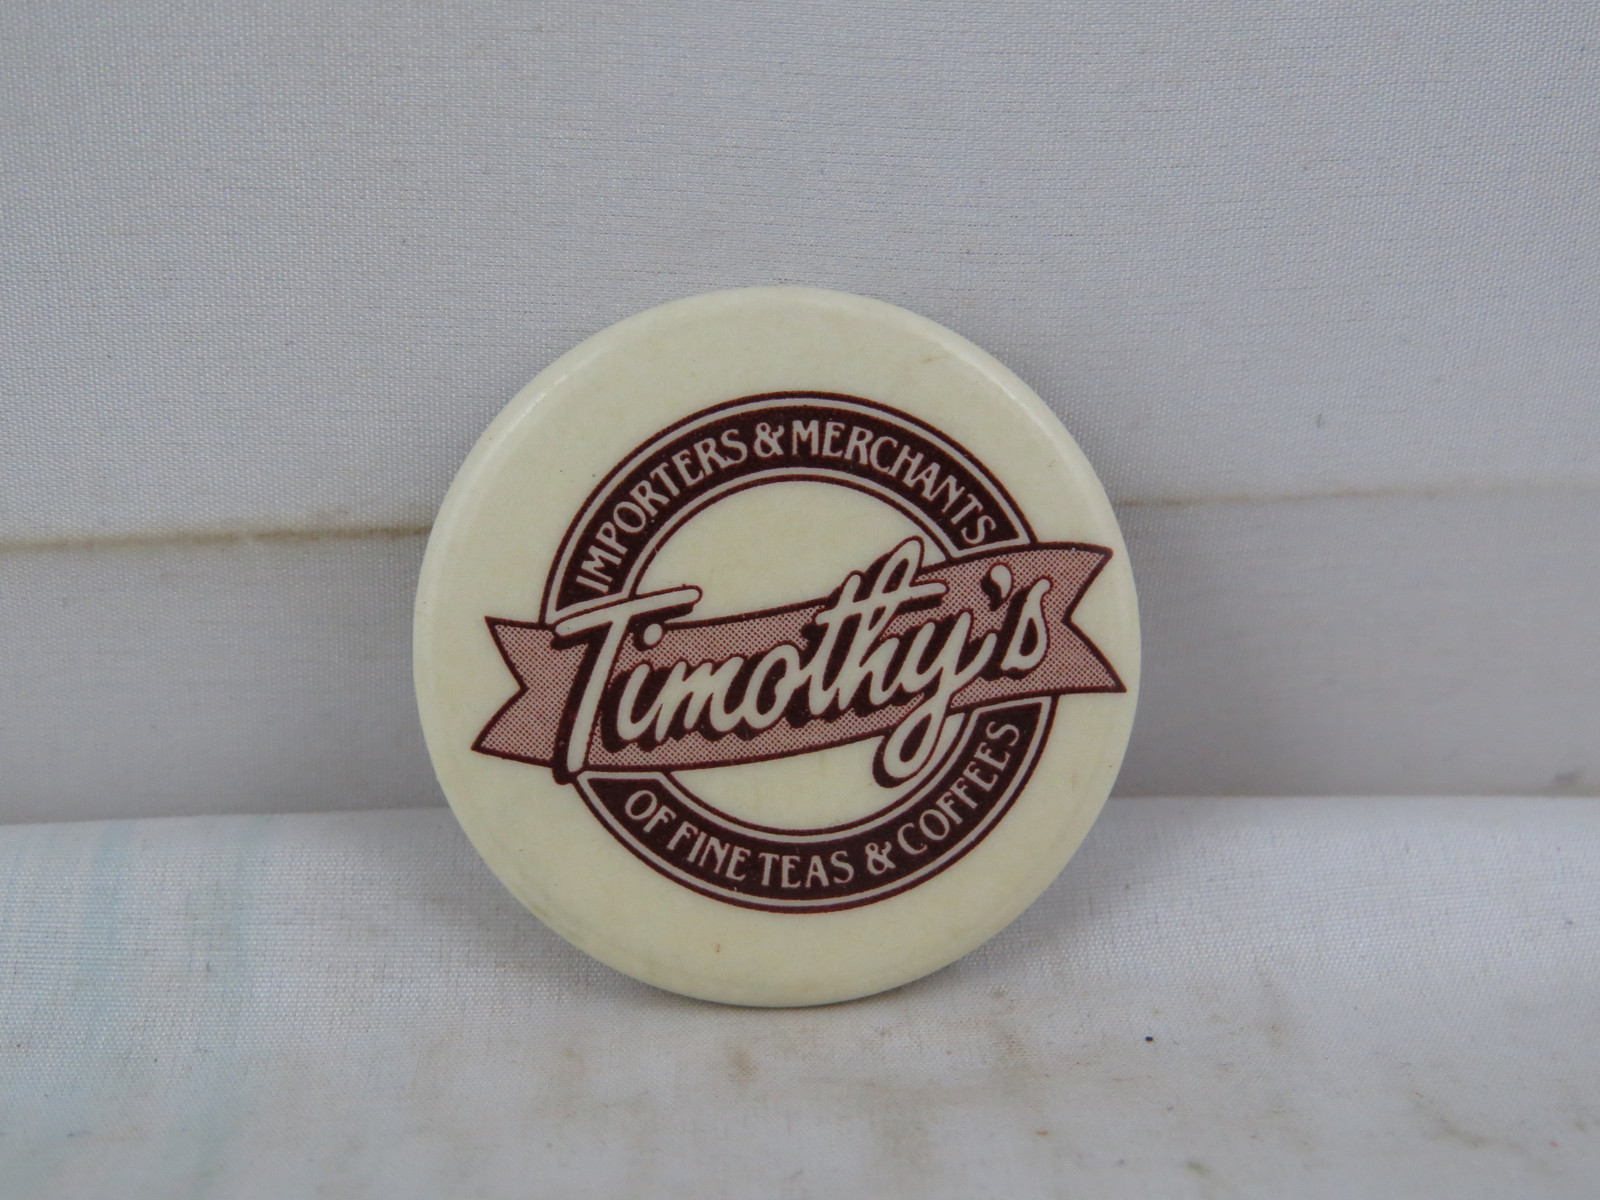 IMPORTERS & MERCHANTS
Timothy's
OF FINE TEAS & COFFEES